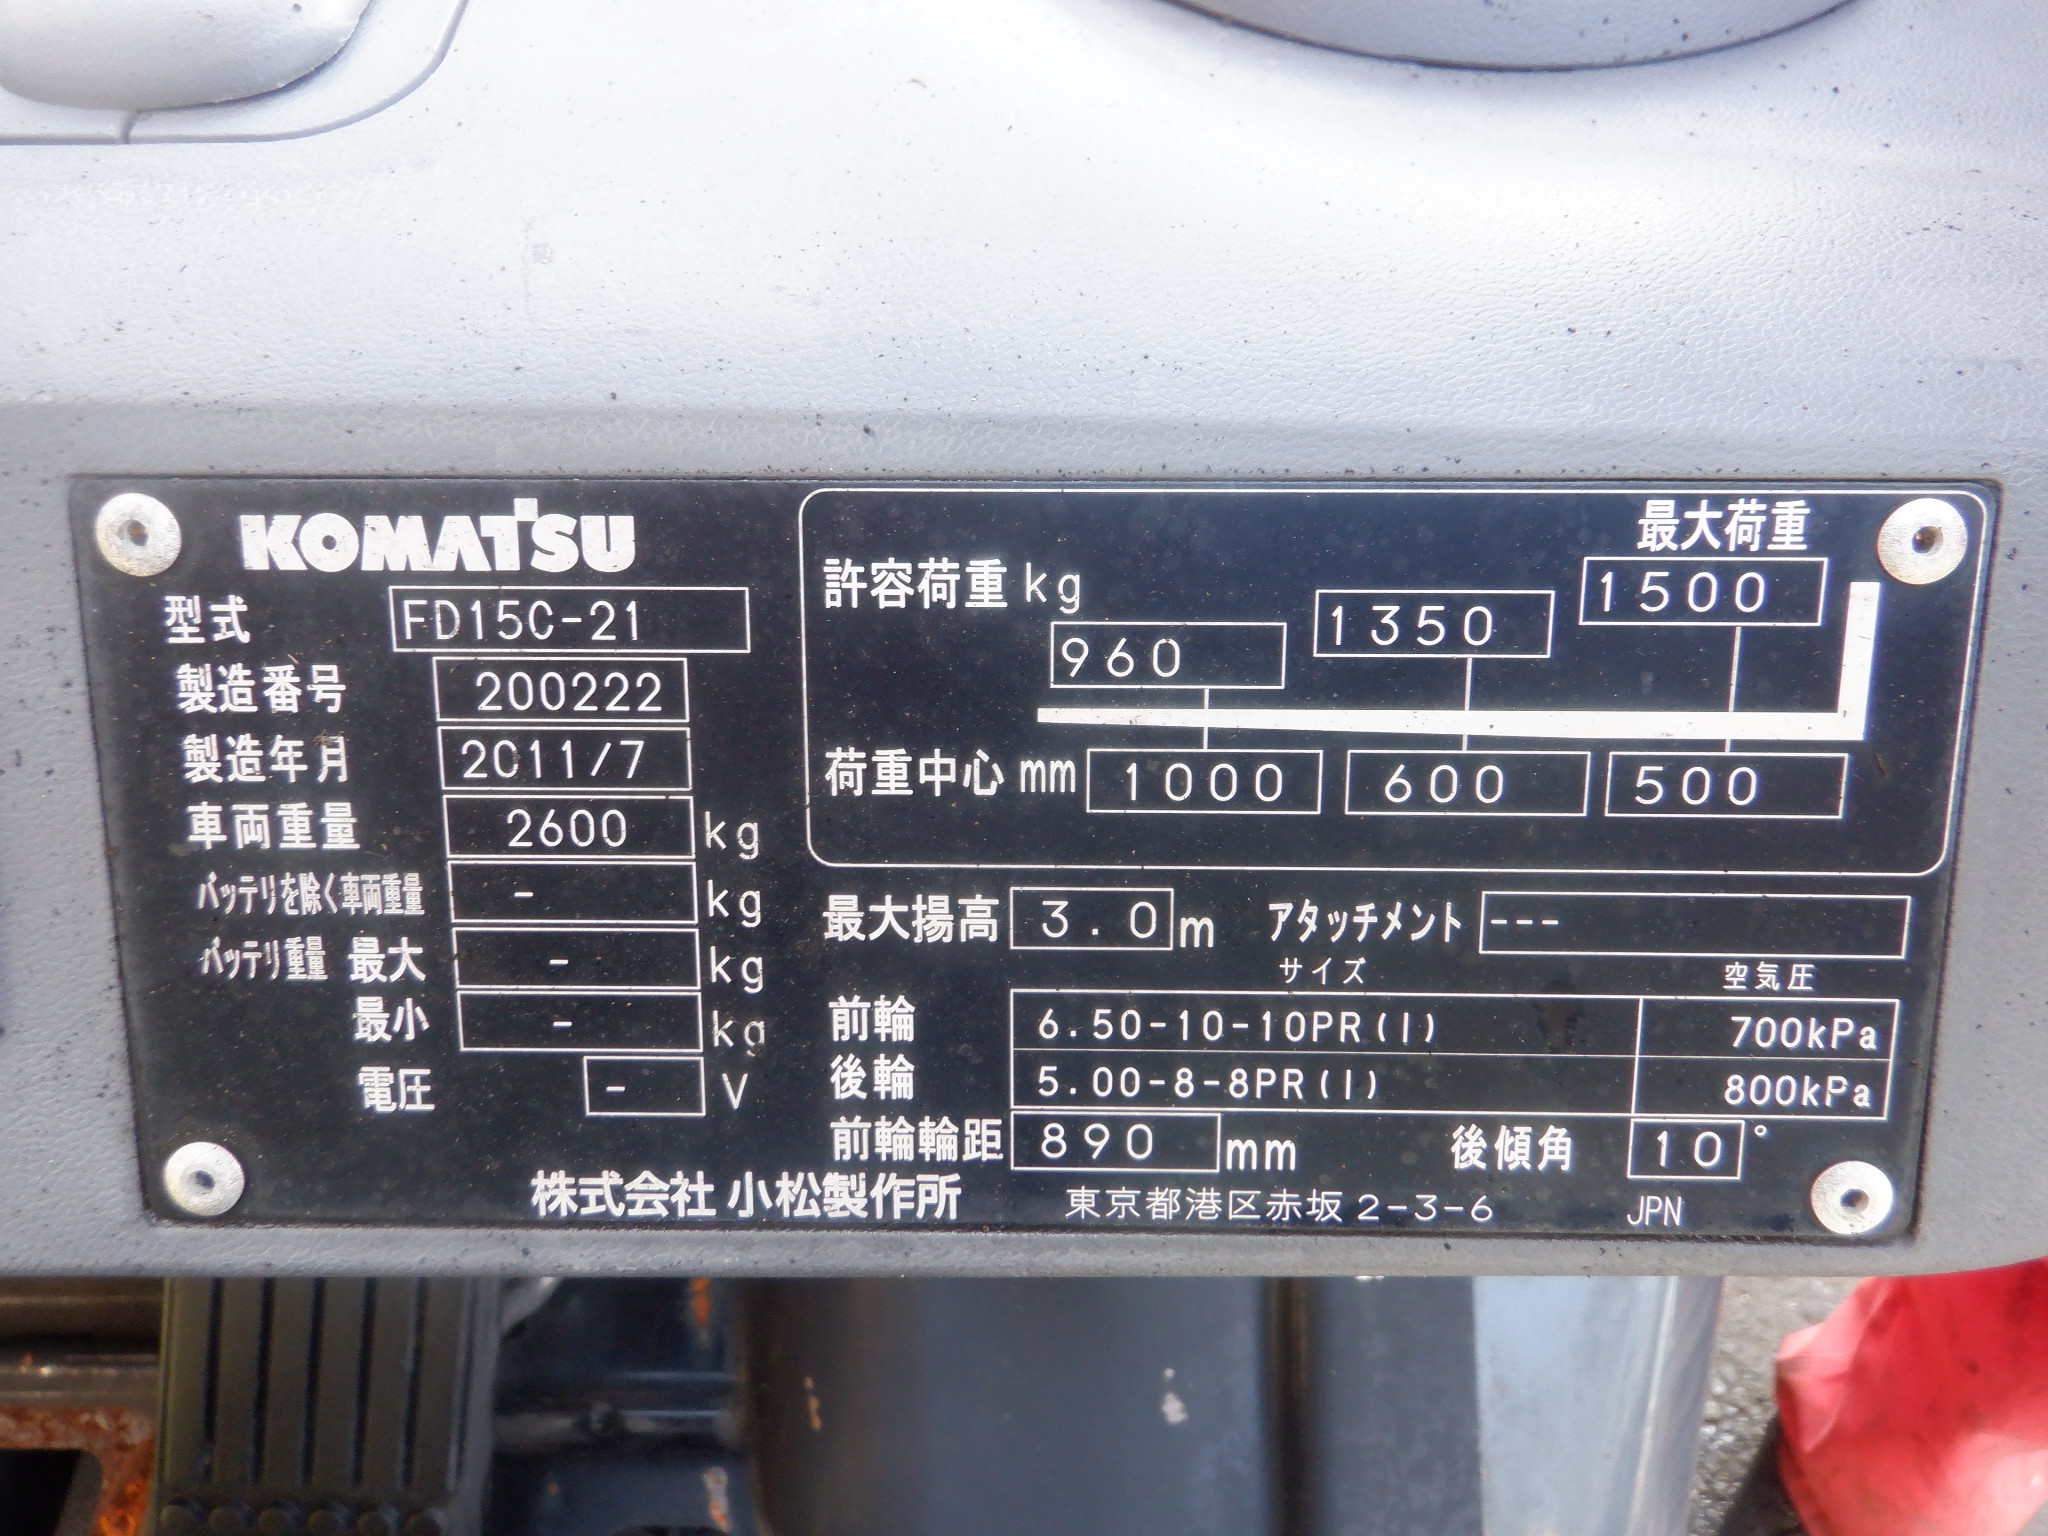 KOMATSU
型式 FD15C-21
製造番号 200222
製造年月 2011/7
車両重量 2600 kg
バッテリを除く車両重量 - kg
バッテリ重量 最大 - kg
最小 - kg
電圧 - V
最大荷重
許容荷重 kg 960 1350 1500
荷重中心 mm 1000 600 500
最大揚高 3.0 m アタッチメント ---
サイズ 空気圧
前輪 6.50-10-10PR(I) 700kPa
後輪 5.00-8-8PR(I) 800kPa
前輪輪距 890 mm 後傾角 10°
株式会社 小松製作所 東京都港区赤坂 2-3-6 JPN